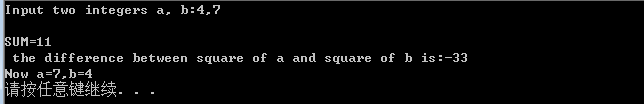 Input two integers a, b:4,7
SUM=11
the difference between square of a and square of b is:-33
Now a=7,b=4
请按任意键继续. . .